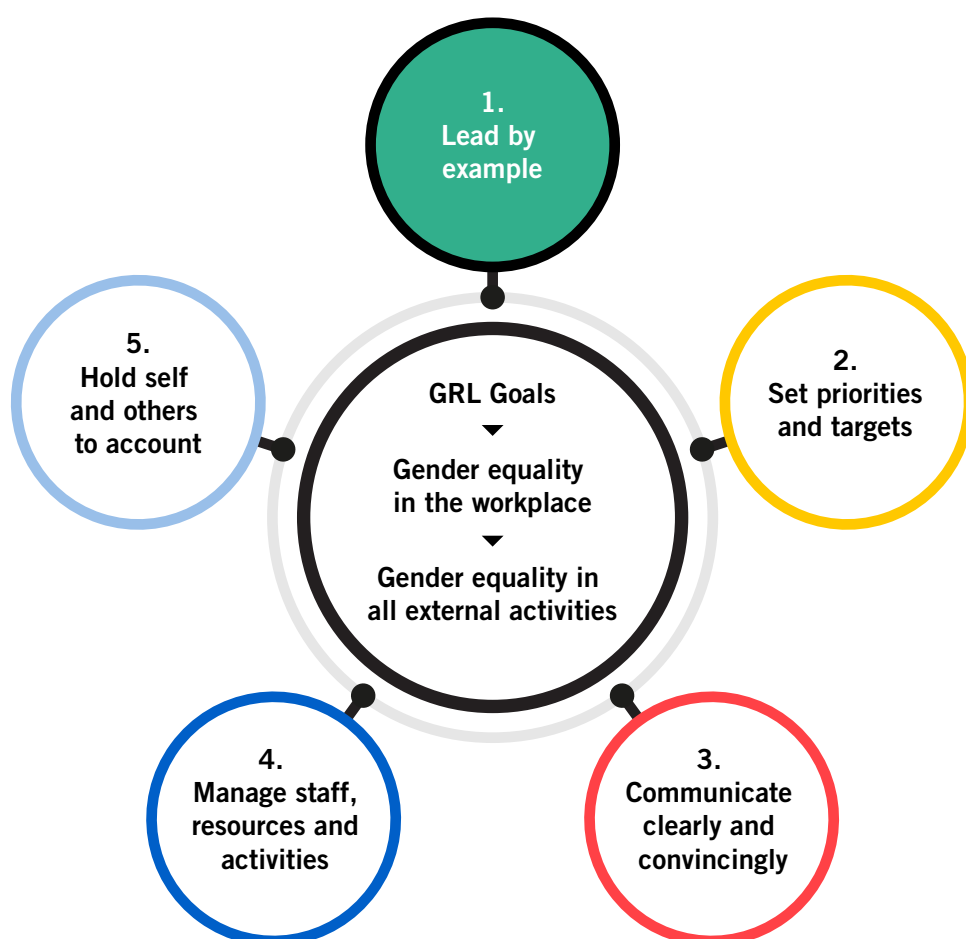 1.
Lead by
example
2.
Set priorities
and targets
3.
Communicate
clearly and
convincingly
4.
Manage staff,
resources and
activities
5.
Hold self
and others
to account
GRL Goals
Gender equality
in the workplace
Gender equality in
all external activities